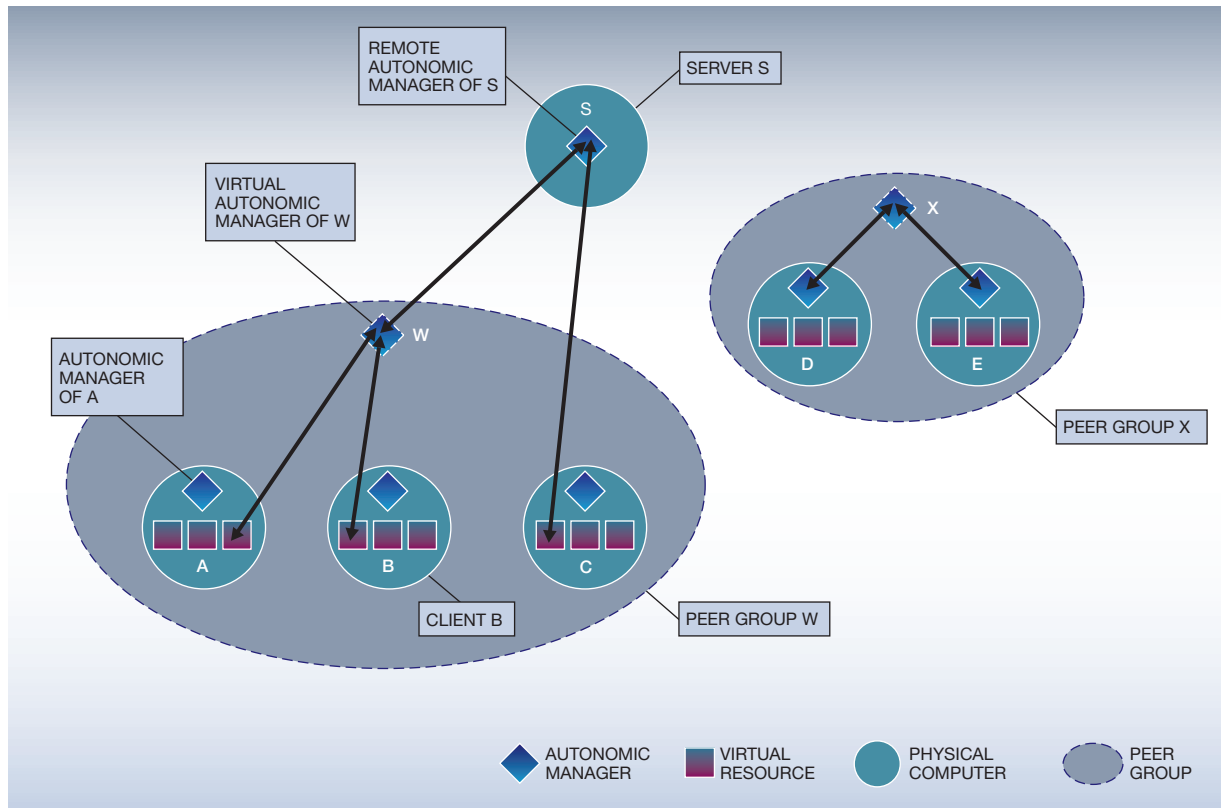 REMOTE
AUTONOMIC
MANAGER OF S
SERVER S
S
VIRTUAL
AUTONOMIC
MANAGER OF W
X
W
D
E
AUTONOMIC
MANAGER
OF A
PEER GROUP X
A
B
C
CLIENT B
PEER GROUP W
AUTONOMIC
MANAGER
VIRTUAL
RESOURCE
PHYSICAL
COMPUTER
PEER
GROUP